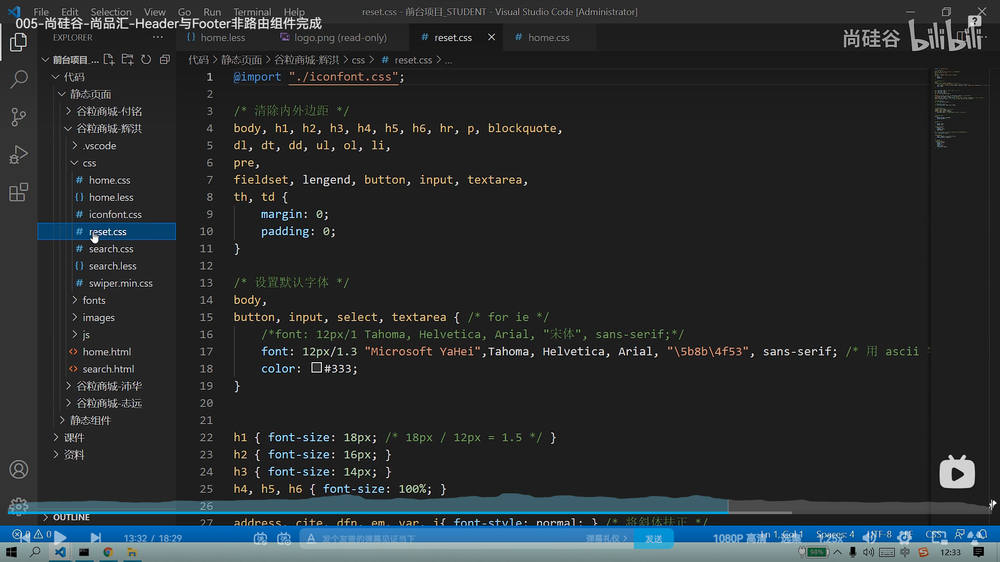 File Edit Selection View Go Run Terminal Help
reset.css - 前台项目_STUDENT - Visual Studio Code [Administrator]
005-尚硅谷-尚品汇-Header与Footer非路由组件完成
尚硅谷 bilibili
EXPLORER
home.less
logo.png (read-only)
reset.css
home.css
前台项目_...
代码 > 静态页面 > 谷粒商城-辉洪 > css > # reset.css > ...
代码
静态页面
谷粒商城-付铭
谷粒商城-辉洪
.vscode
css
home.css
home.less
iconfont.css
reset.css
search.css
search.less
swiper.min.css
fonts
images
js
home.html
search.html
谷粒商城-沛华
谷粒商城-志远
静态组件
课件
资料
OUTLINE
1 @import "./iconfont.css";
2
3 /* 清除内外边距 */
4 body, h1, h2, h3, h4, h5, h6, hr, p, blockquote,
5 dl, dt, dd, ul, ol, li,
6 pre,
7 fieldset, lengend, button, input, textarea,
8 th, td {
9 margin: 0;
10 padding: 0;
11 }
12
13 /* 设置默认字体 */
14 body,
15 button, input, select, textarea { /* for ie */
16 /*font: 12px/1 Tahoma, Helvetica, Arial, "宋体", sans-serif;*/
17 font: 12px/1.3 "Microsoft YaHei",Tahoma, Helvetica, Arial, "\5b8b\4f53", sans-serif; /* 用 ascii
18 color: #333;
19 }
20
21
22 h1 { font-size: 18px; /* 18px / 12px = 1.5 */ }
23 h2 { font-size: 16px; }
24 h3 { font-size: 14px; }
25 h4, h5, h6 { font-size: 100%; }
26
27 address, cite, dfn, em, var, i{ font-style: normal; } /* 将斜体扶正 */
0 0
13:32 / 18:29
发个友善的弹幕见证当下
弹幕礼仪 >
发送
1080P 高清 选集 1.25x
Ln 1, Col 1 Spaces: 4 UTF-8 LF CSS
98%
中
12:33